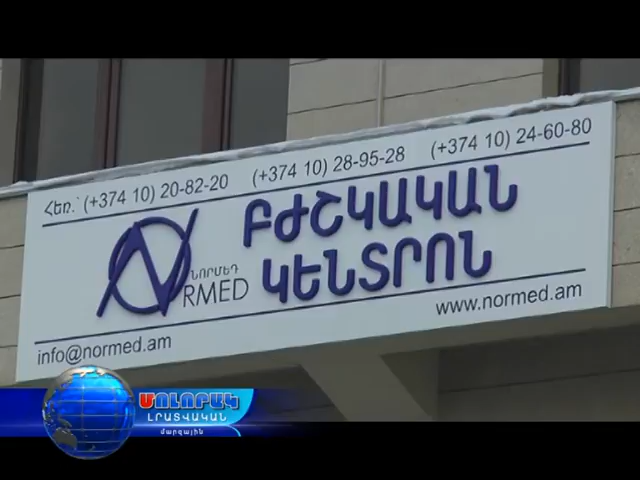 Հեռ.՝ (+374 10) 20-82-20 (+374 10) 28-95-28 (+374 10) 24-60-80
ՆՈՐՄԵԴ
NRMED
ԲԺՇԿԱԿԱՆ
ԿԵՆՏՐՈՆ
info@normed.am
www.normed.am
ՄՈԼՈՐԱԿ
ԼՐԱՏՎԱԿԱՆ
մարզային